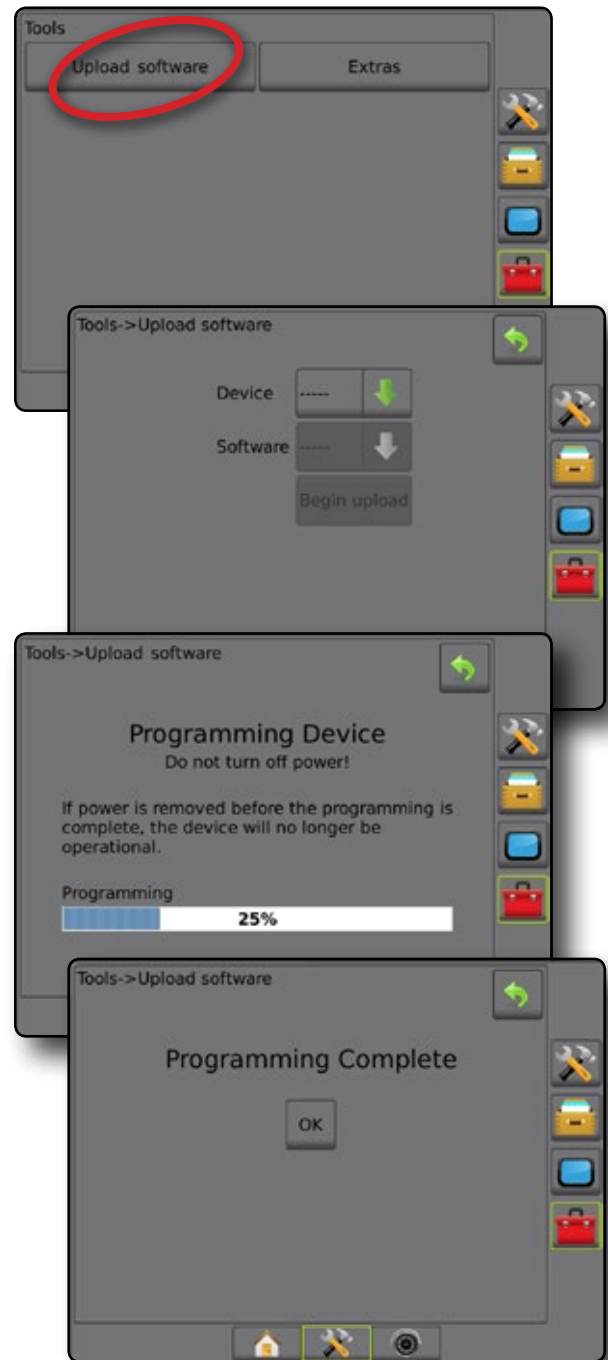 Tools
Upload software
Extras
Tools->Upload software
Device -----
Software -----
Begin upload
Tools->Upload software
Programming Device
Do not turn off power!
If power is removed before the programming is
complete, the device will no longer be
operational.
Programming
25%
Tools->Upload software
Programming Complete
OK